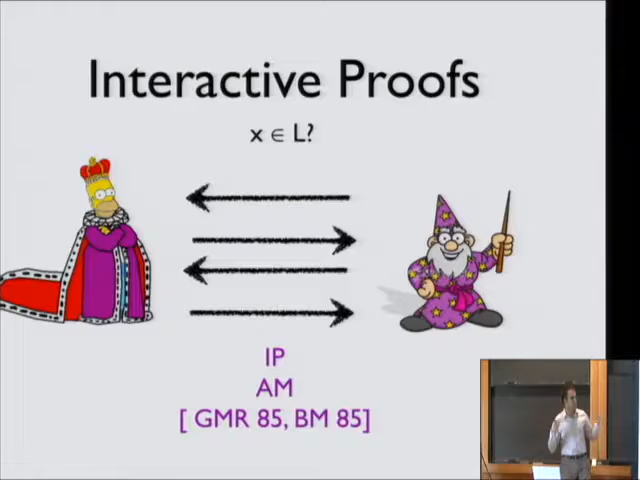 Interactive Proofs
x ∈ L?
IP
AM
[ GMR 85, BM 85]